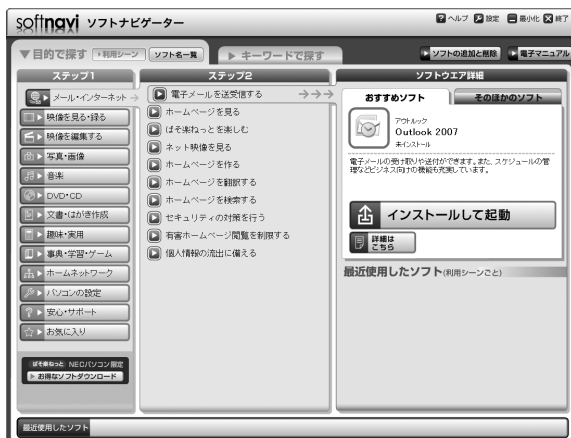 softnavi ソフトナビゲーター
ヘルプ 設定 最小化 終了
▼目的で探す ▶利用シーン ソフト名一覧 ▶ キーワードで探す
ソフトの追加と削除 電子マニュアル
ステップ1
メール・インターネット
映像を見る・録る
映像を編集する
写真・画像
音楽
DVD・CD
文書・はがき作成
趣味・実用
事典・学習・ゲーム
ホームネットワーク
パソコンの設定
安心・サポート
お気に入り
ぱそ楽ねっと NECパソコン限定
お得なソフトダウンロード
ステップ2
電子メールを送受信する
ホームページを見る
ぱそ楽ねっとを楽しむ
ネット映像を見る
ホームページを作る
ホームページを翻訳する
ホームページを検索する
セキュリティの対策を行う
有害ホームページ閲覧を制限する
個人情報の流出に備える
ソフトウエア詳細
おすすめソフト そのほかのソフト
アウトルック
Outlook 2007
未インストール
電子メールの受け取りや送付ができます。また、スケジュールの管
理などビジネス向けの機能も充実しています。
インストールして起動
詳細は
こちら
最近使用したソフト(利用シーンごと)
最近使用したソフト